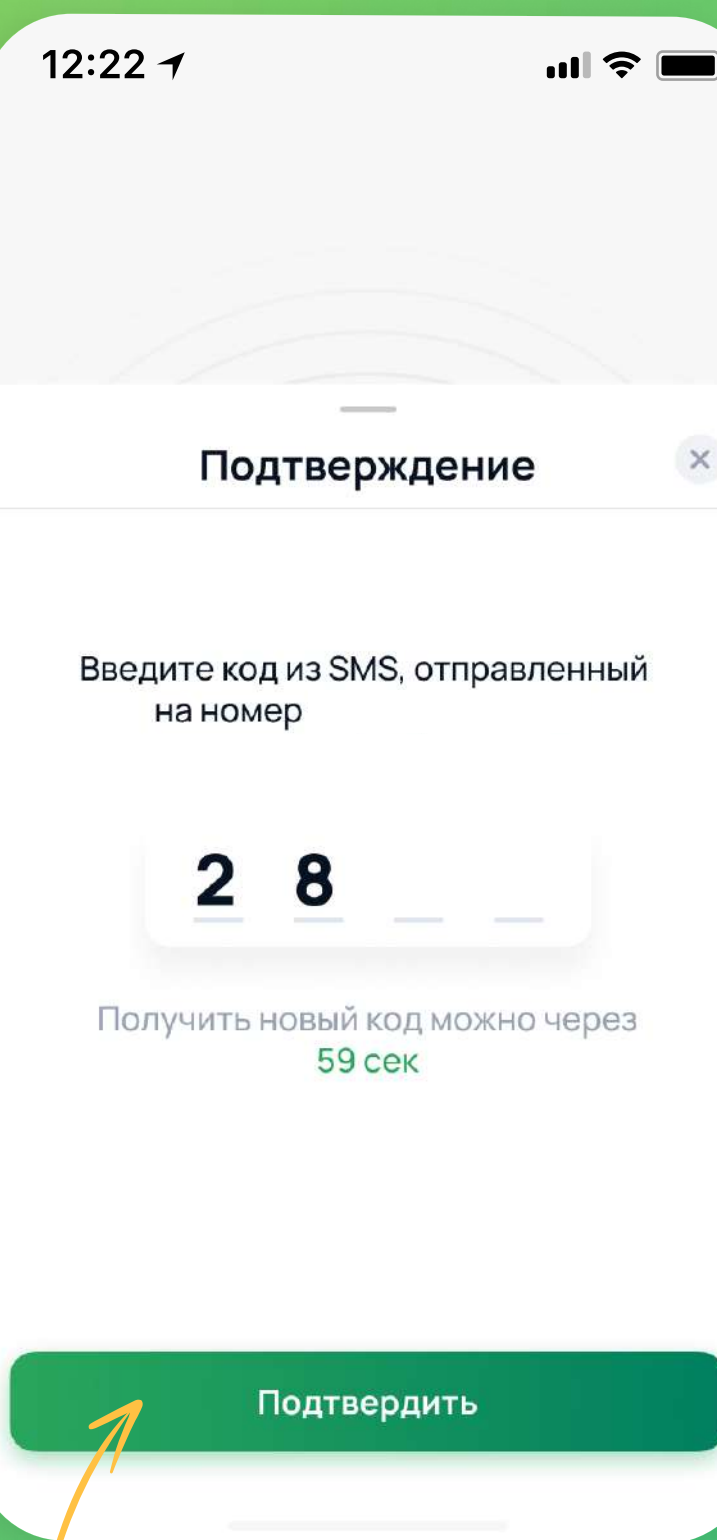 12:22
Подтверждение
Введите код из SMS, отправленный
на номер
2 8
Получить новый код можно через
59 сек
Подтвердить